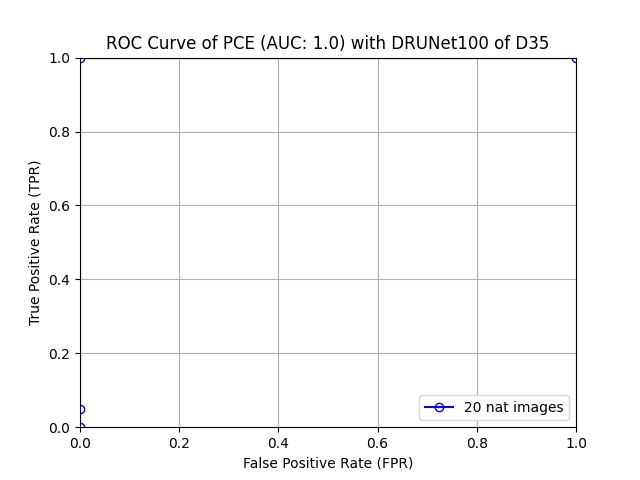 ROC Curve of PCE (AUC: 1.0) with DRUNet100 of D35
1.0
0.8
0.6
0.4
0.2
0.0
True Positive Rate (TPR)
20 nat images
0.0 0.2 0.4 0.6 0.8 1.0
False Positive Rate (FPR)